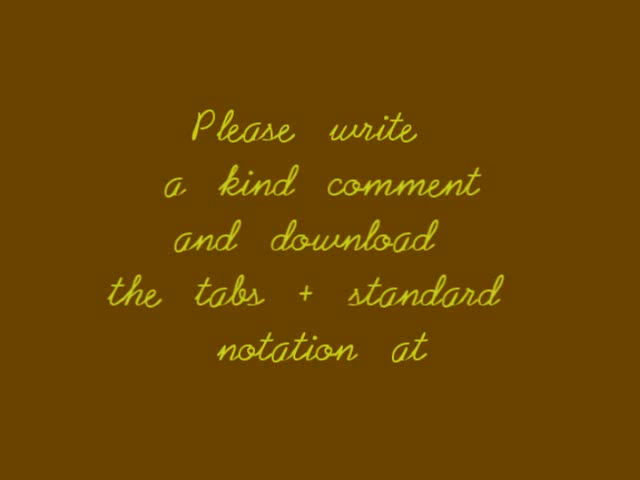 Please write
a kind comment
and download
the tabs + standard
notation at